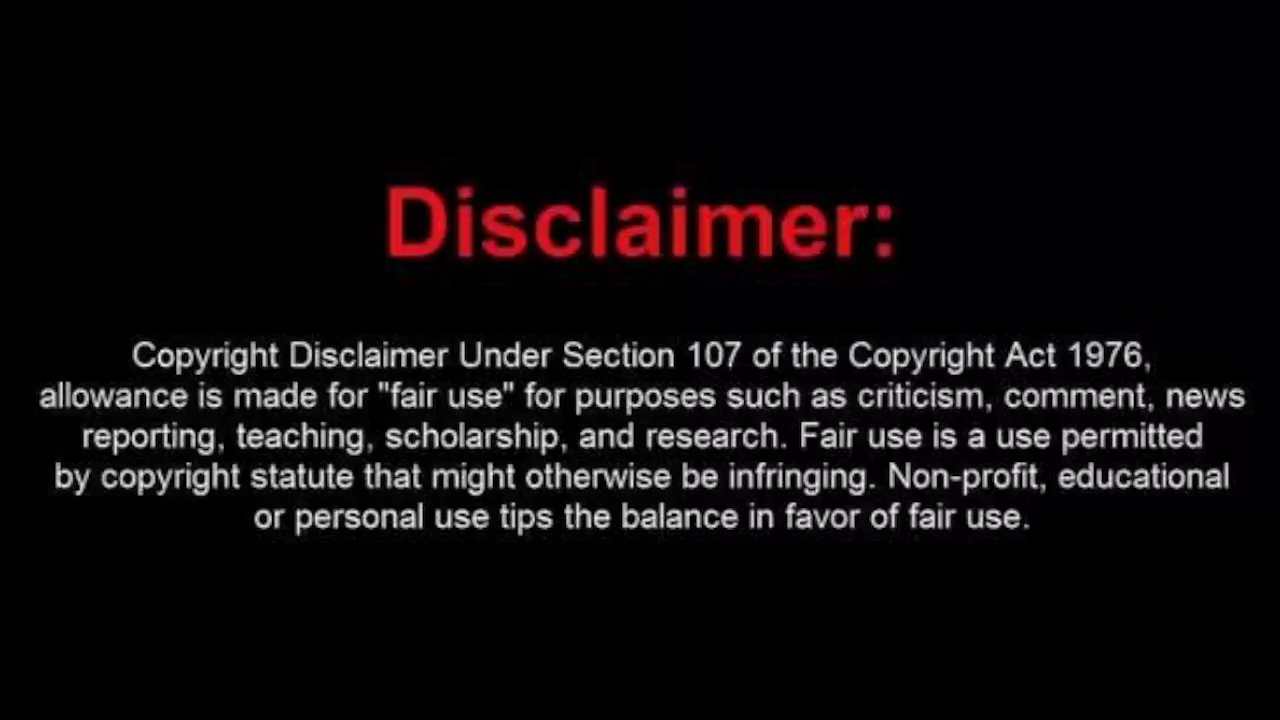 Disclaimer:
Copyright Disclaimer Under Section 107 of the Copyright Act 1976,
allowance is made for "fair use" for purposes such as criticism, comment, news
reporting, teaching, scholarship, and research. Fair use is a use permitted
by copyright statute that might otherwise be infringing. Non-profit, educational
or personal use tips the balance in favor of fair use.